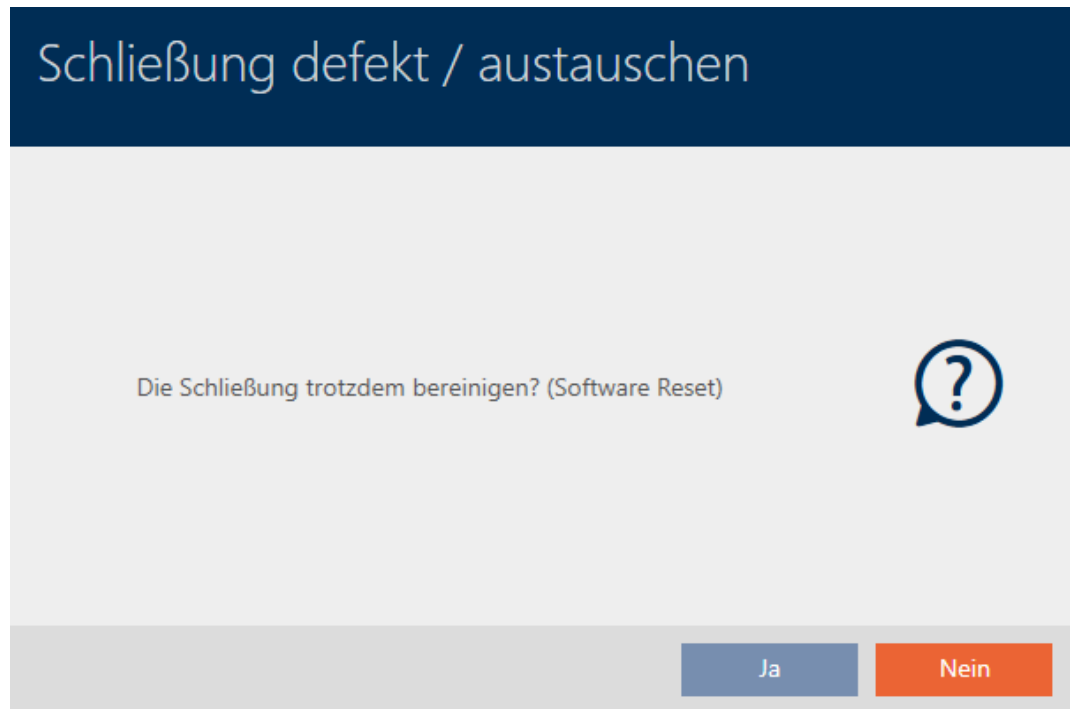 Schließung defekt / austauschen
Die Schließung trotzdem bereinigen? (Software Reset)
?
Ja
Nein